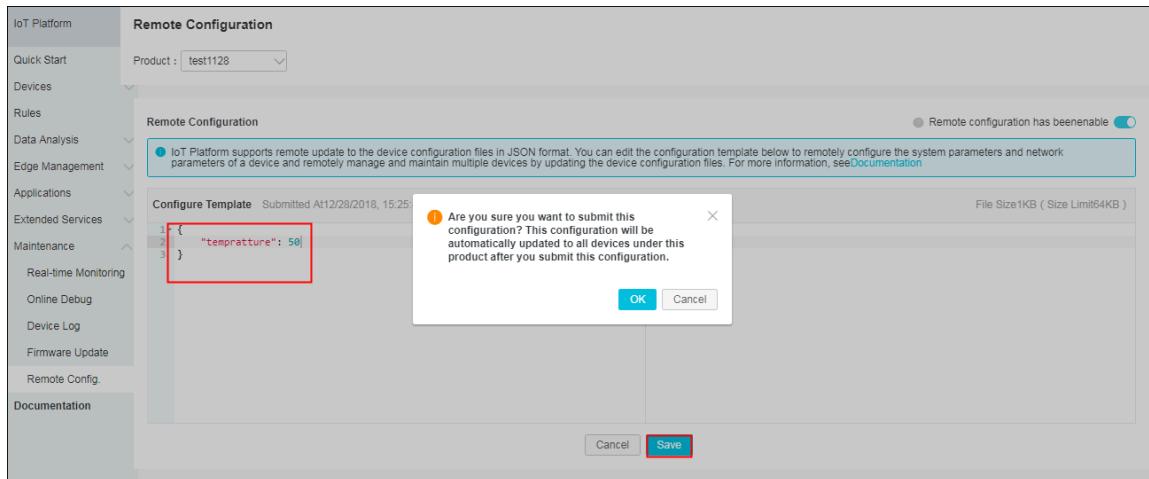 IoT Platform
Remote Configuration
Quick Start
Product : test1128
Devices
Rules
Remote Configuration
Remote configuration has beenenable
Data Analysis
IoT Platform supports remote update to the device configuration files in JSON format. You can edit the configuration template below to remotely configure the system parameters and network
parameters of a device and remotely manage and maintain multiple devices by updating the device configuration files. For more information, seeDocumentation
Edge Management
Applications
Configure Template Submitted At12/28/2018, 15:25:
File Size1KB ( Size Limit64KB )
Extended Services
Maintenance
Real-time Monitoring
Online Debug
Device Log
Firmware Update
Remote Config.
Documentation
1 {
2 "tempratture": 50
3 }
Are you sure you want to submit this
configuration? This configuration will be
automatically updated to all devices under this
product after you submit this configuration.
OK Cancel
Cancel Save